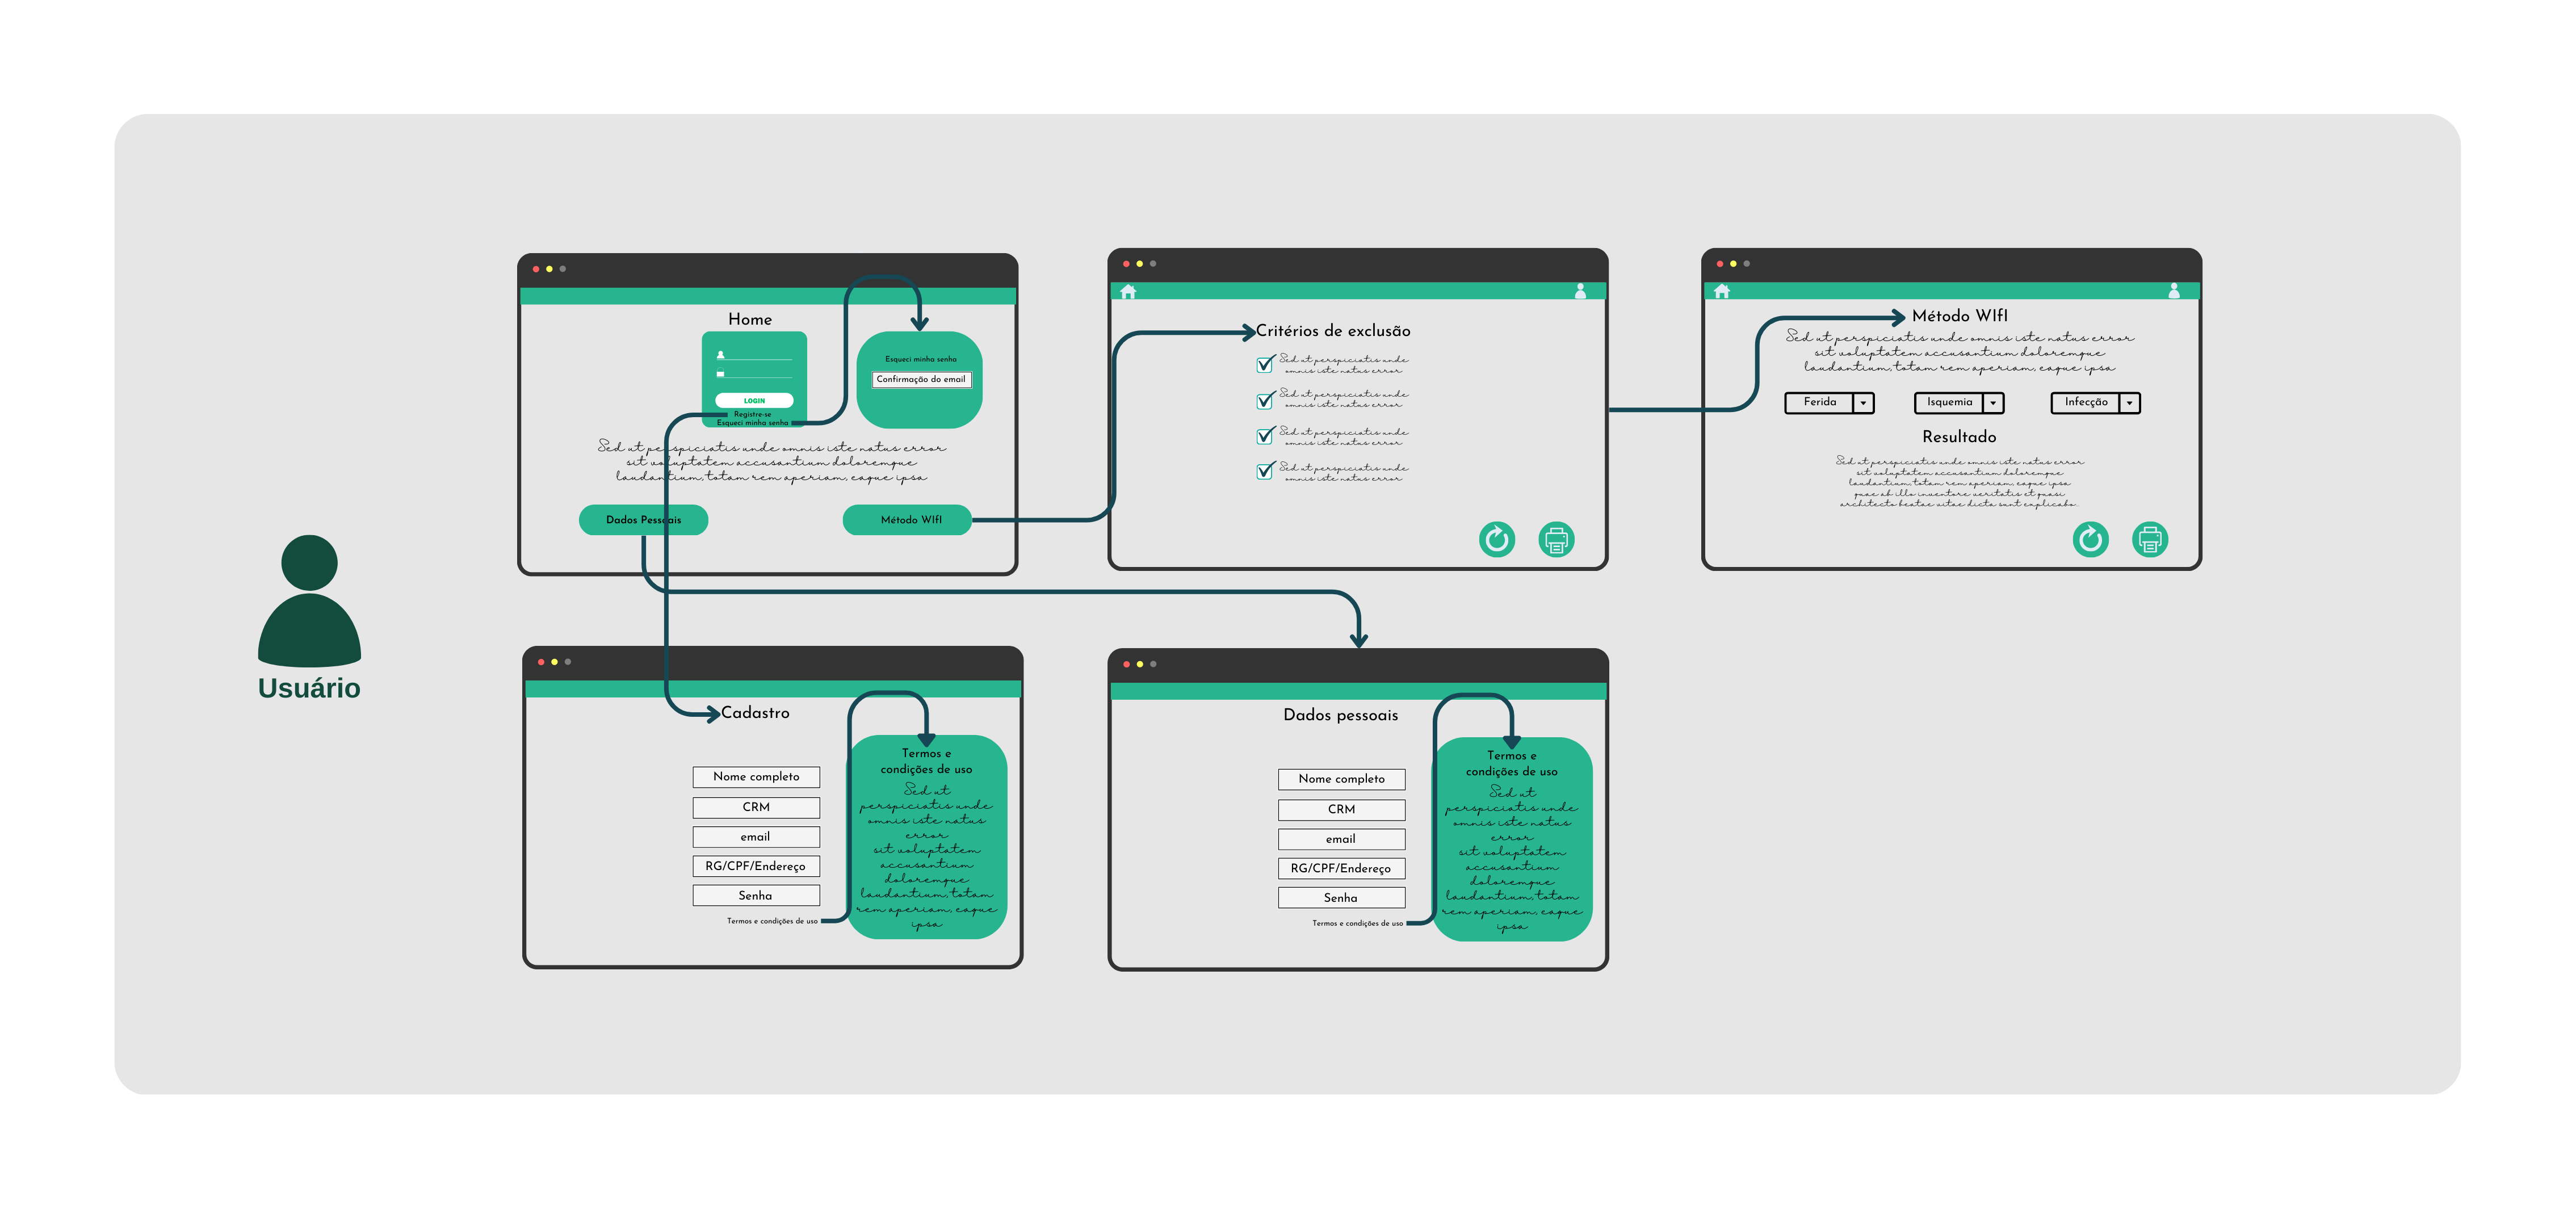 Usuário
Home
LOGIN
Registre-se
Esqueci minha senha
Esqueci minha senha
Confirmação do email
Sed ut perspiciatis unde omnis iste natus error
sit voluptatem accusantium doloremque
laudantium, totam rem aperiam, eaque ipsa
Dados Pessoais
Método WIfI
Critérios de exclusão
Sed ut perspiciatis unde
omnis iste natus error
Sed ut perspiciatis unde
omnis iste natus error
Sed ut perspiciatis unde
omnis iste natus error
Sed ut perspiciatis unde
omnis iste natus error
Método WIfI
Sed ut perspiciatis unde omnis iste natus error
sit voluptatem accusantium doloremque
laudantium, totam rem aperiam, eaque ipsa
Ferida
Isquemia
Infecção
Resultado
Sed ut perspiciatis unde omnis iste natus error
sit voluptatem accusantium doloremque
laudantium, totam rem aperiam, eaque ipsa
quae ab illo inventore veritatis et quasi
architecto beatae vitae dicta sunt explicabo.
Cadastro
Nome completo
CRM
email
RG/CPF/Endereço
Senha
Termos e condições de uso
Termos e
condições de uso
Sed ut
perspiciatis unde
omnis iste natus
error
sit voluptatem
accusantium
doloremque
laudantium, totam
rem aperiam, eaque
ipsa
Dados pessoais
Nome completo
CRM
email
RG/CPF/Endereço
Senha
Termos e condições de uso
Termos e
condições de uso
Sed ut
perspiciatis unde
omnis iste natus
error
sit voluptatem
accusantium
doloremque
laudantium, totam
rem aperiam, eaque
ipsa